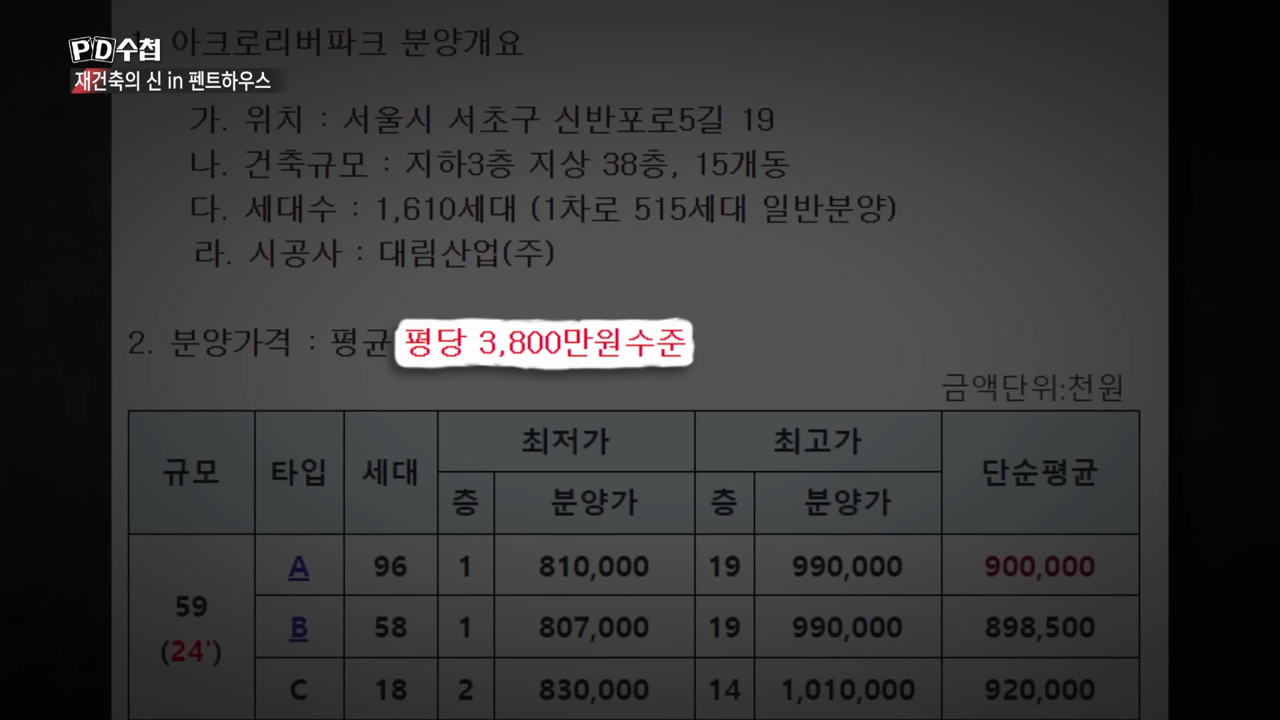 PD수첩
재건축의 신 in 펜트하우스
아크로리버파크 분양개요
가. 위치 : 서울시 서초구 신반포로5길 19
나. 건축규모 : 지하3층 지상 38층, 15개동
다. 세대수 : 1,610세대 (1차로 515세대 일반분양)
라. 시공사 : 대림산업(주)
2. 분양가격 : 평균 평당 3,800만원수준
금액단위:천원
규모 타입 세대 최저가 최고가 단순평균
층 분양가 층 분양가
59 (24')
A 96 1 810,000 19 990,000 900,000
B 58 1 807,000 19 990,000 898,500
C 18 2 830,000 14 1,010,000 920,000